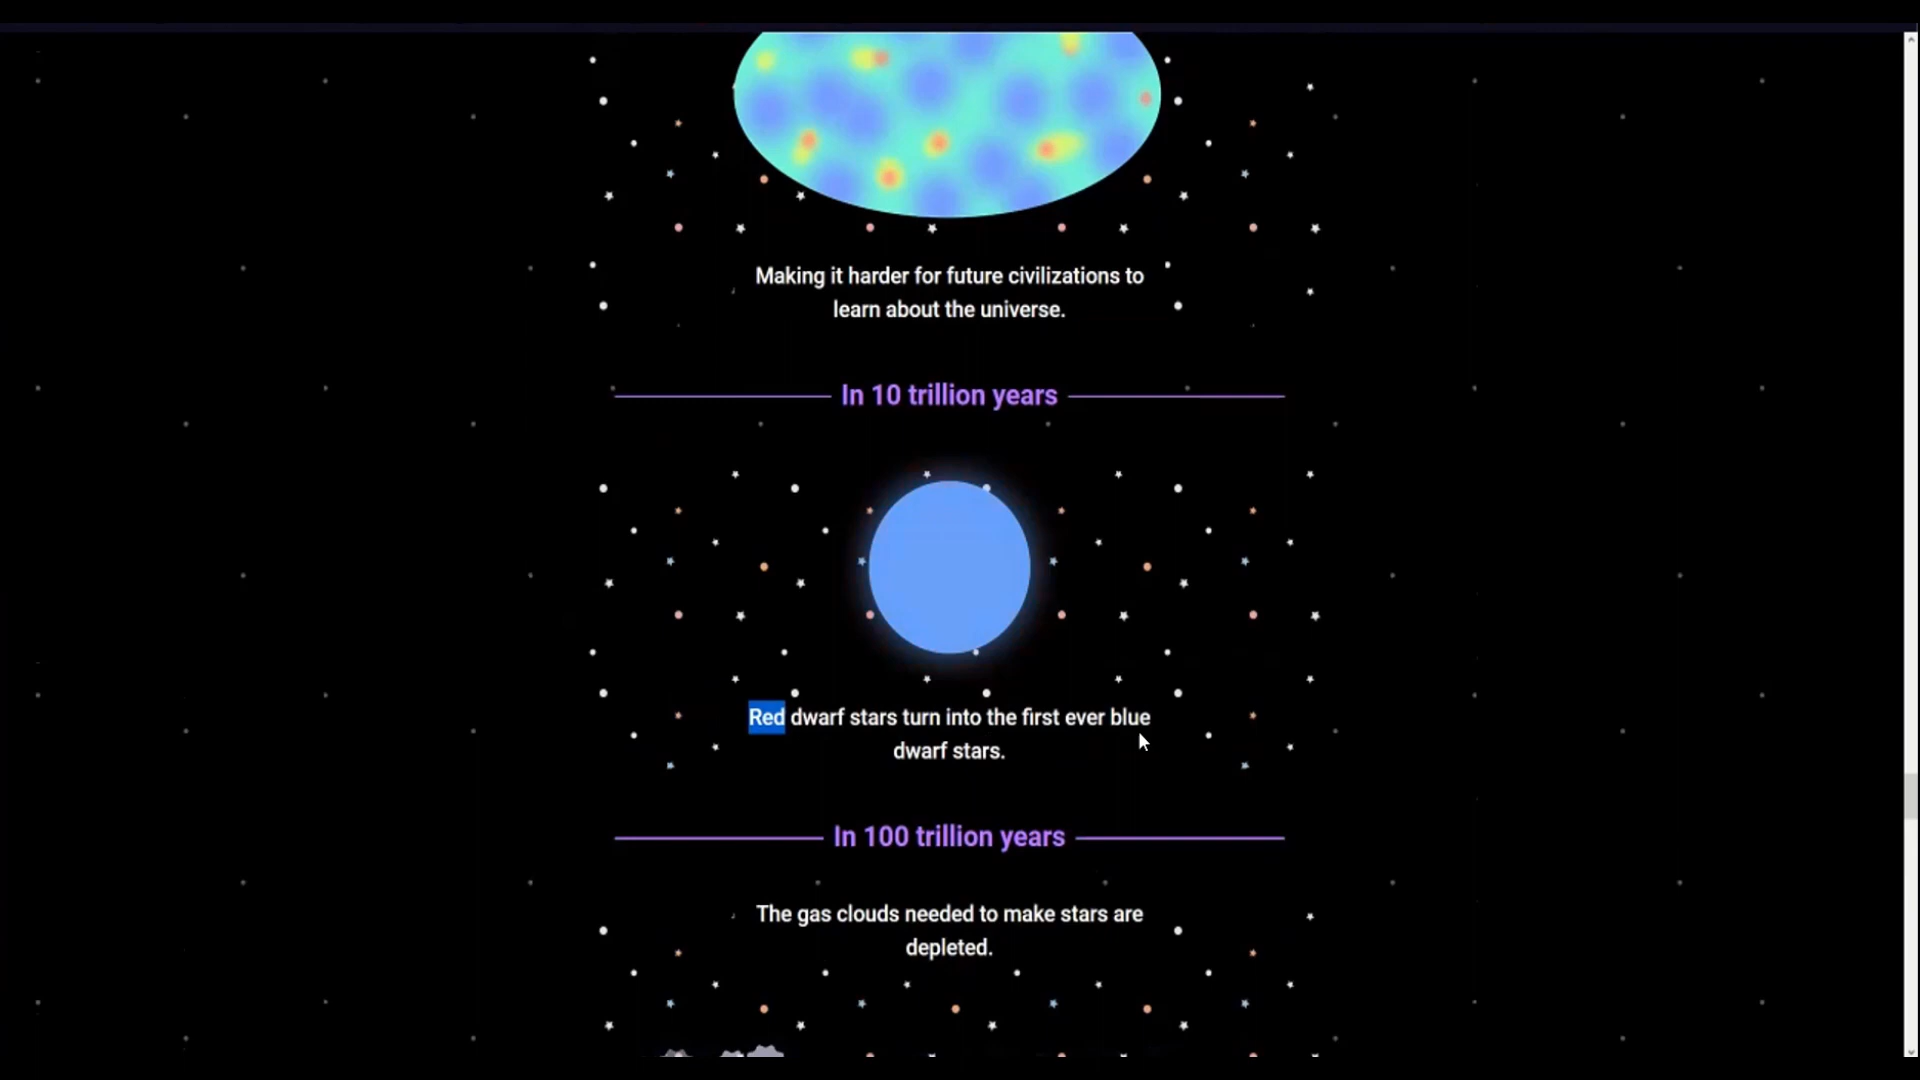 Making it harder for future civilizations to
learn about the universe.
In 10 trillion years
Red dwarf stars turn into the first ever blue
dwarf stars.
In 100 trillion years
The gas clouds needed to make stars are
depleted.